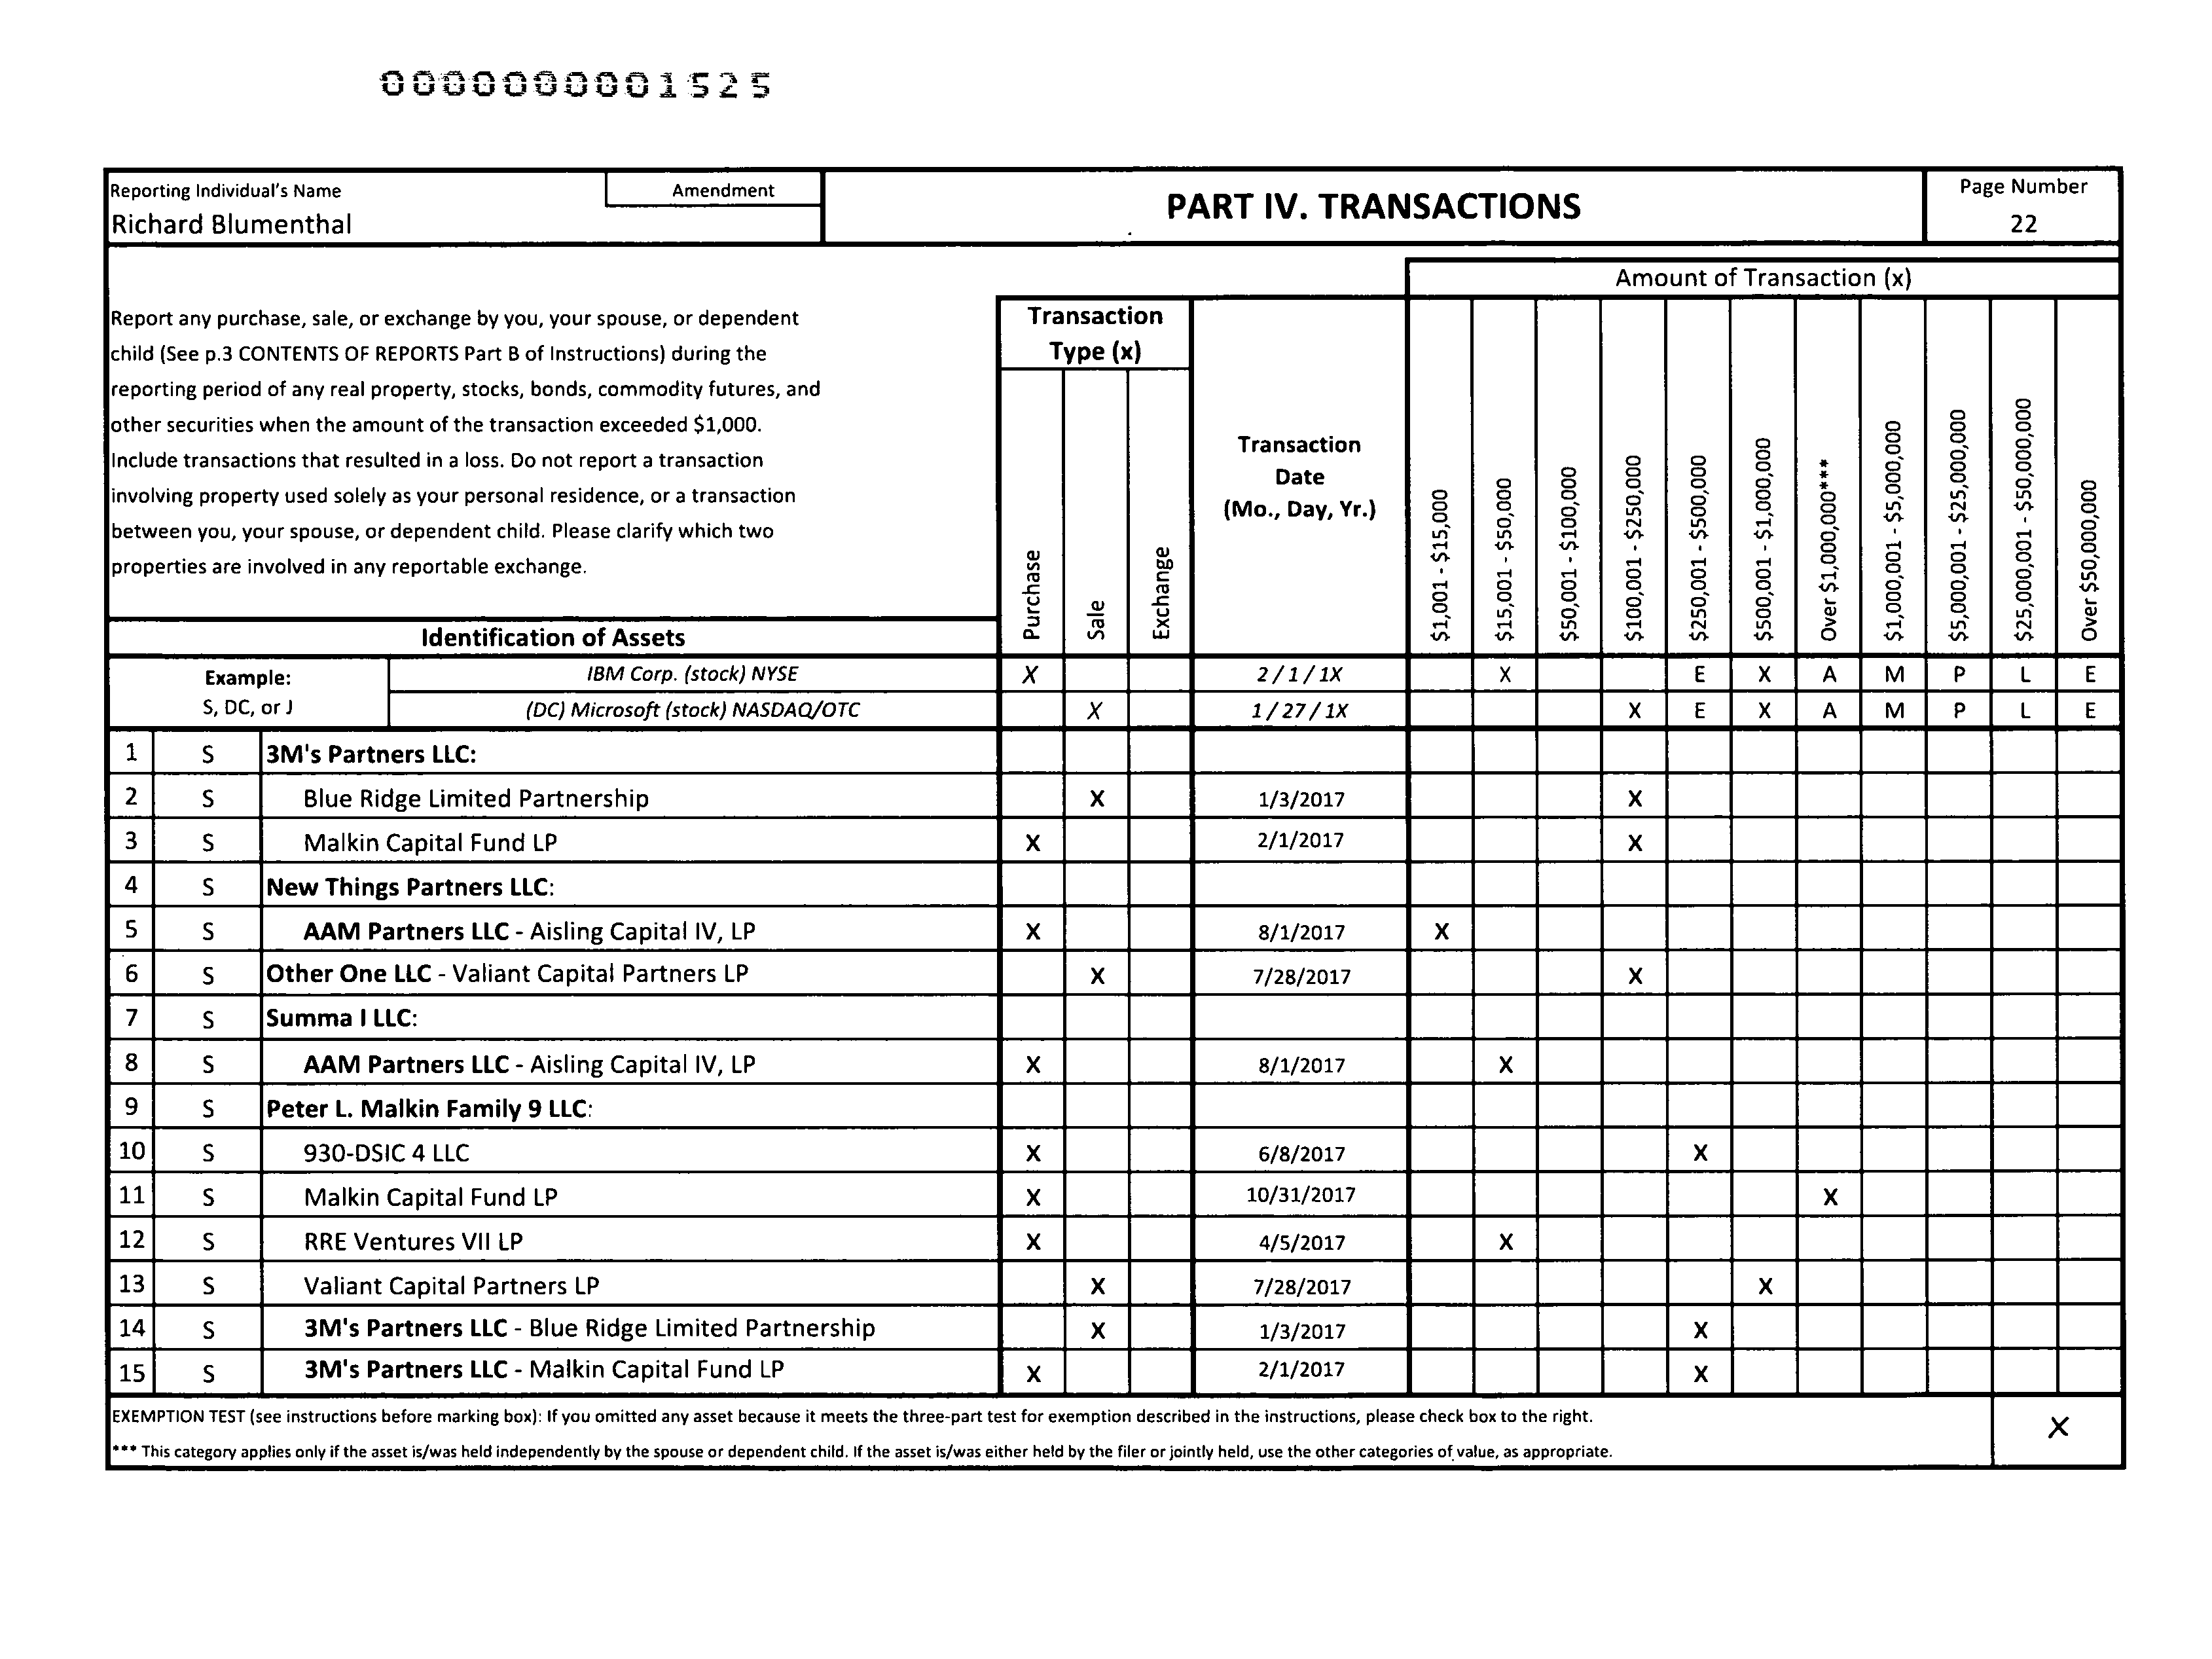 0000000001525
Reporting Individual's Name
Amendment
Richard Blumenthal
PART IV. TRANSACTIONS
Page Number
22
Report any purchase, sale, or exchange by you, your spouse, or dependent
child (See p.3 CONTENTS OF REPORTS Part B of Instructions) during the
reporting period of any real property, stocks, bonds, commodity futures, and
other securities when the amount of the transaction exceeded $1,000.
Include transactions that resulted in a loss. Do not report a transaction
involving property used solely as your personal residence, or a transaction
between you, your spouse, or dependent child. Please clarify which two
properties are involved in any reportable exchange.
Identification of Assets
Transaction
Type (x)
Purchase
Sale
Exchange
Transaction
Date
(Mo., Day, Yr.)
Amount of Transaction (x)
$1,001 - $15,000
$15,001 - $50,000
$50,001 - $100,000
$100,001 - $250,000
$250,001 - $500,000
$500,001 - $1,000,000
Over $1,000,000***
$1,000,001 - $5,000,000
$5,000,001 - $25,000,000
$25,000,001 - $50,000,000
Over $50,000,000
Example:
S, DC, or J
IBM Corp. (stock) NYSE X 2 / 1 / 1X X E X A M P L E
(DC) Microsoft (stock) NASDAQ/OTC X 1 / 27 / 1X X E X A M P L E
1 S 3M's Partners LLC:
2 S Blue Ridge Limited Partnership X 1/3/2017 X
3 S Malkin Capital Fund LP X 2/1/2017 X
4 S New Things Partners LLC:
5 S AAM Partners LLC - Aisling Capital IV, LP X 8/1/2017 X
6 S Other One LLC - Valiant Capital Partners LP X 7/28/2017 X
7 S Summa I LLC:
8 S AAM Partners LLC - Aisling Capital IV, LP X 8/1/2017 X
9 S Peter L. Malkin Family 9 LLC:
10 S 930-DSIC 4 LLC X 6/8/2017 X
11 S Malkin Capital Fund LP X 10/31/2017 X
12 S RRE Ventures VII LP X 4/5/2017 X
13 S Valiant Capital Partners LP X 7/28/2017 X
14 S 3M's Partners LLC - Blue Ridge Limited Partnership X 1/3/2017 X
15 S 3M's Partners LLC - Malkin Capital Fund LP X 2/1/2017 X
EXEMPTION TEST (see instructions before marking box): If you omitted any asset because it meets the three-part test for exemption described in the instructions, please check box to the right.
X
*** This category applies only if the asset is/was held independently by the spouse or dependent child. If the asset is/was either held by the filer or jointly held, use the other categories of value, as appropriate.